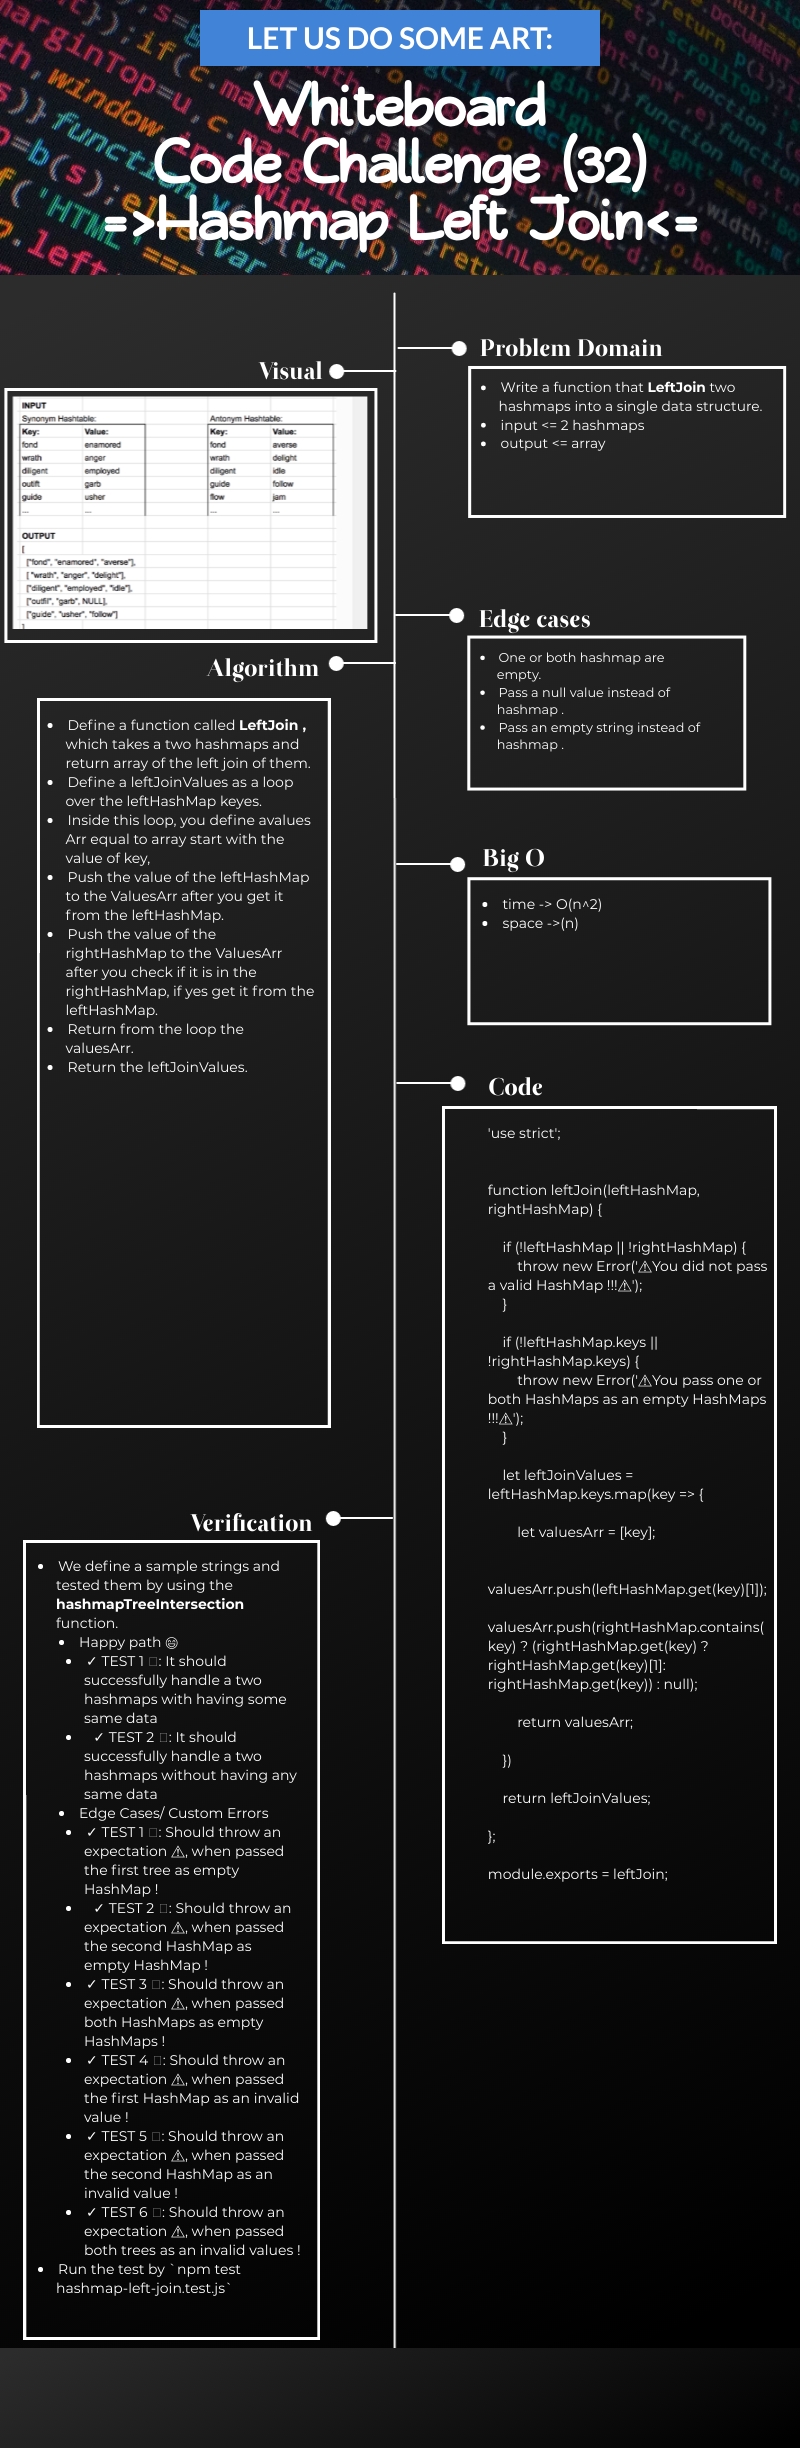 LET US DO SOME ART:
Whiteboard
Code Challenge (32)
=>Hashmap Left Join<=
Visual
INPUT
Synonym Hashtable: Antonym Hashtable:
Key: Value: Key: Value:
fond enamored fond averse
wrath anger wrath delight
diligent employed diligent idle
outfit garb guide follow
guide usher flow jam
... ... ... ...
OUTPUT
[
["fond", "enamored", "averse"],
[ "wrath", "anger", "delight"],
["diligent", "employed", "idle"],
["outfit", "garb", NULL],
["guide", "usher", "follow"]
]
Problem Domain
• Write a function that LeftJoin two
hashmaps into a single data structure.
• input <= 2 hashmaps
• output <= array
Edge cases
• One or both hashmap are
empty.
• Pass a null value instead of
hashmap .
• Pass an empty string instead of
hashmap .
Algorithm
• Define a function called LeftJoin ,
which takes a two hashmaps and
return array of the left join of them.
• Define a leftJoinValues as a loop
over the leftHashMap keyes.
• Inside this loop, you define avalues
Arr equal to array start with the
value of key,
• Push the value of the leftHashMap
to the ValuesArr after you get it
from the leftHashMap.
• Push the value of the
rightHashMap to the ValuesArr
after you check if it is in the
rightHashMap, if yes get it from the
leftHashMap.
• Return from the loop the
valuesArr.
• Return the leftJoinValues.
Big O
• time -> O(n^2)
• space ->(n)
Code
'use strict';
function leftJoin(leftHashMap,
rightHashMap) {
if (!leftHashMap || !rightHashMap) {
throw new Error('⚠You did not pass
a valid HashMap !!!⚠');
}
if (!leftHashMap.keys ||
!rightHashMap.keys) {
throw new Error('⚠You pass one or
both HashMaps as an empty HashMaps
!!!⚠');
}
let leftJoinValues =
leftHashMap.keys.map(key => {
let valuesArr = [key];
valuesArr.push(leftHashMap.get(key)[1]);
valuesArr.push(rightHashMap.contains(
key) ? (rightHashMap.get(key) ?
rightHashMap.get(key)[1]:
rightHashMap.get(key)) : null);
return valuesArr;
})
return leftJoinValues;
};
module.exports = leftJoin;
Verification
• We define a sample strings and
tested them by using the
hashmapTreeIntersection
function.
• Happy path 😄
• ✓ TEST 1 □: It should
successfully handle a two
hashmaps with having some
same data
• ✓ TEST 2 □: It should
successfully handle a two
hashmaps without having any
same data
• Edge Cases/ Custom Errors
• ✓ TEST 1 □: Should throw an
expectation ⚠, when passed
the first tree as empty
HashMap !
• ✓ TEST 2 □: Should throw an
expectation ⚠, when passed
the second HashMap as
empty HashMap !
• ✓ TEST 3 □: Should throw an
expectation ⚠, when passed
both HashMaps as empty
HashMaps !
• ✓ TEST 4 □: Should throw an
expectation ⚠, when passed
the first HashMap as an invalid
value !
• ✓ TEST 5 □: Should throw an
expectation ⚠, when passed
the second HashMap as an
invalid value !
• ✓ TEST 6 □: Should throw an
expectation ⚠, when passed
both trees as an invalid values !
• Run the test by `npm test
hashmap-left-join.test.js`